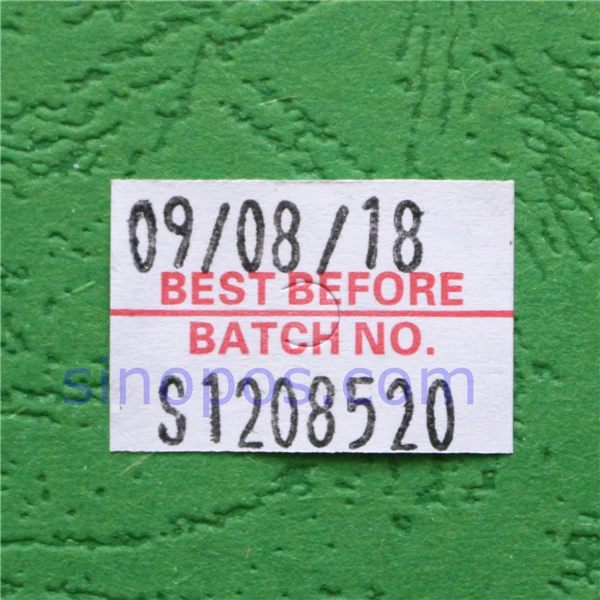 09/08/18
BEST BEFORE
BATCH NO.
sinopos.com
S1208520